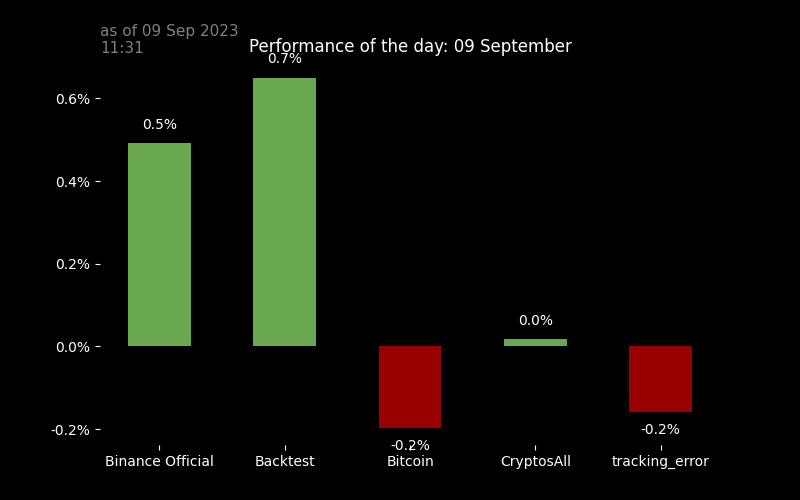 as of 09 Sep 2023
11:31
Performance of the day: 09 September
0.7%
0.6%
0.5%
0.4%
0.2%
0.0%
0.0%
-0.2%
-0.2%
-0.2%
Binance Official
Backtest
Bitcoin
CryptosAll
tracking_error